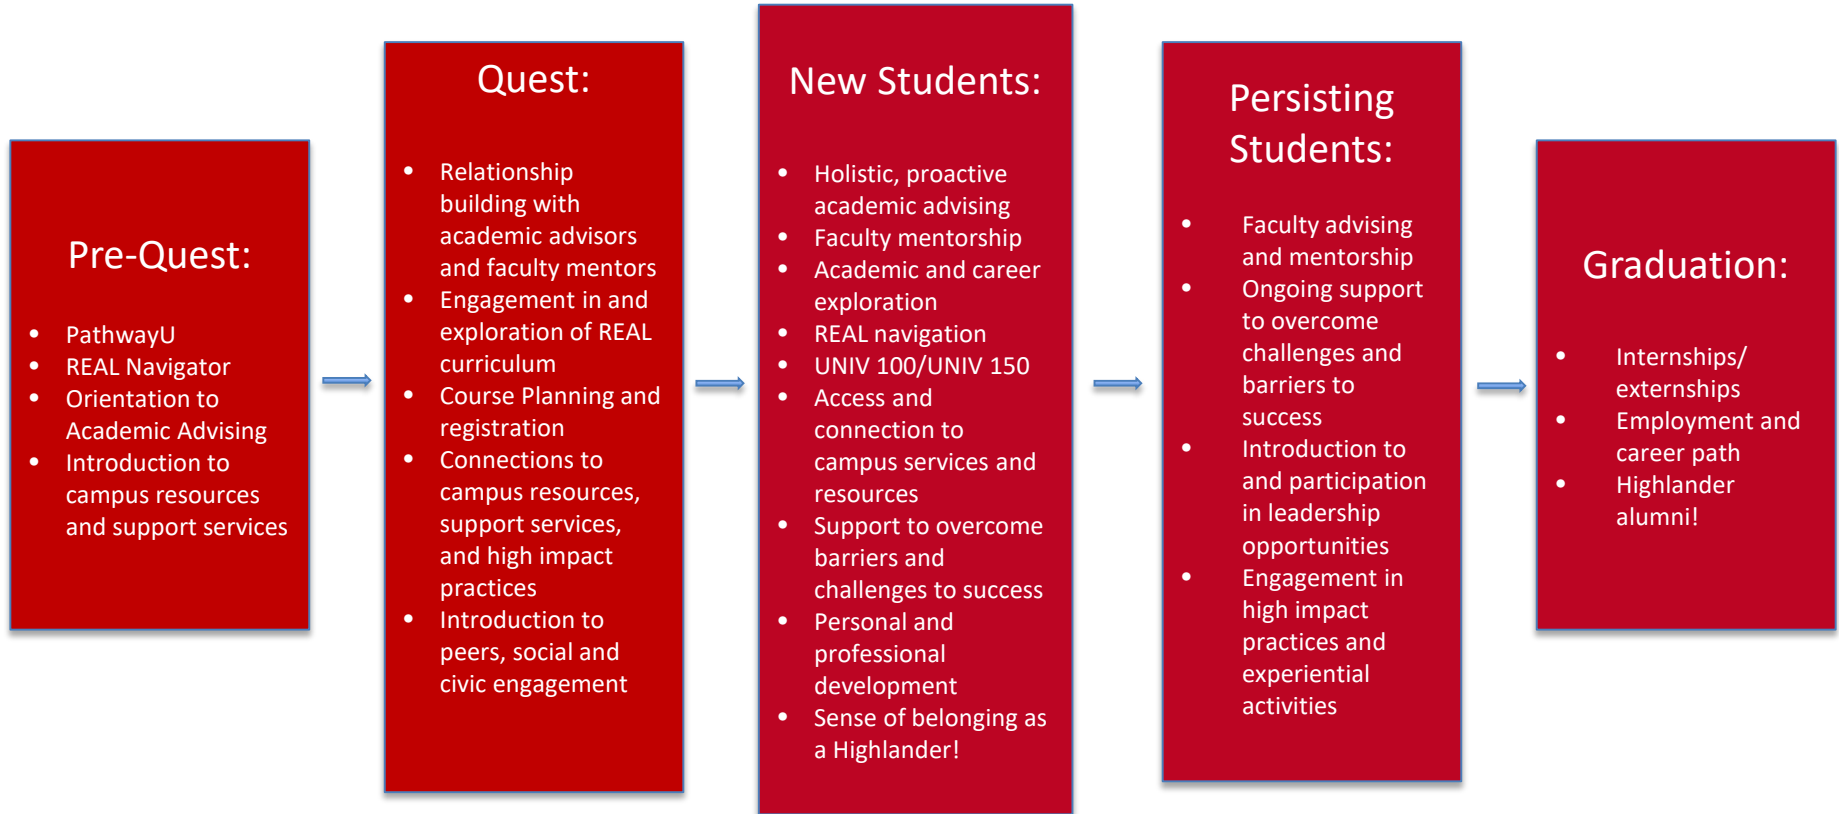 Pre-Quest:
• PathwayU
• REAL Navigator
• Orientation to
Academic Advising
• Introduction to
campus resources
and support services
Quest:
• Relationship
building with
academic advisors
and faculty mentors
• Engagement in and
exploration of REAL
curriculum
• Course Planning and
registration
• Connections to
campus resources,
support services,
and high impact
practices
• Introduction to
peers, social and
civic engagement
New Students:
• Holistic, proactive
academic advising
• Faculty mentorship
• Academic and career
exploration
• REAL navigation
• UNIV 100/UNIV 150
• Access and
connection to
campus services and
resources
• Support to overcome
barriers and
challenges to success
• Personal and
professional
development
• Sense of belonging as
a Highlander!
Persisting
Students:
• Faculty advising
and mentorship
• Ongoing support
to overcome
challenges and
barriers to
success
• Introduction to
and participation
in leadership
opportunities
• Engagement in
high impact
practices and
experiential
activities
Graduation:
• Internships/
externships
• Employment and
career path
• Highlander
alumni!